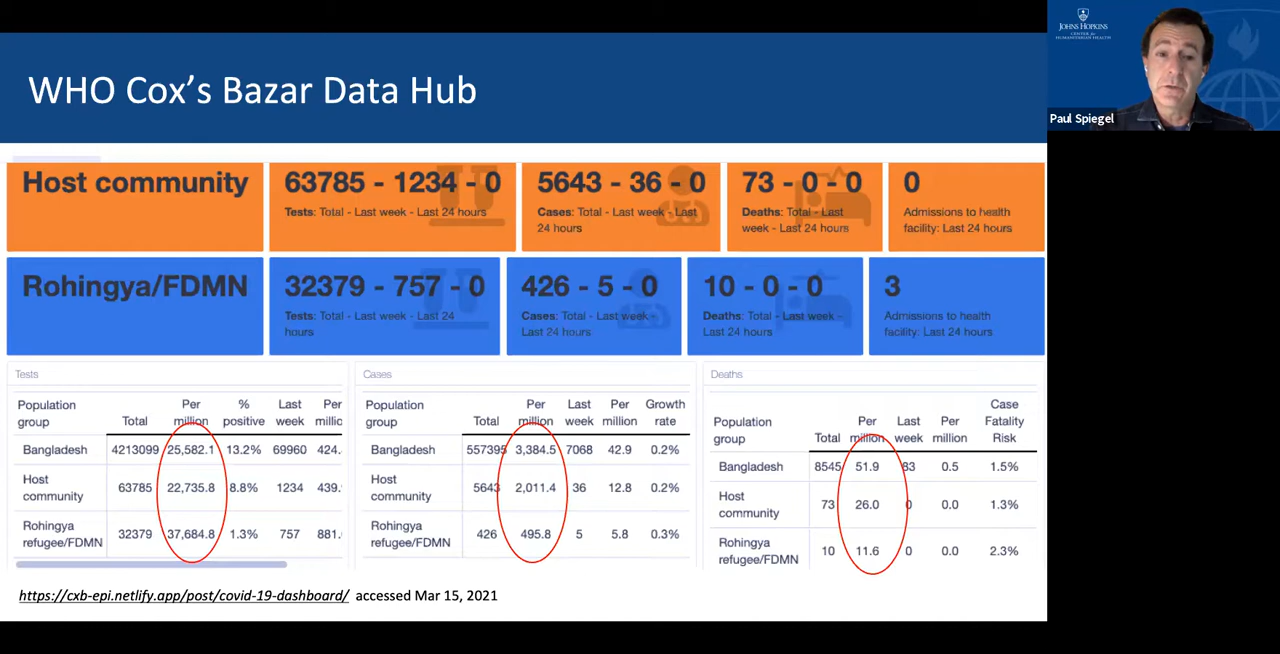 JOHNS HOPKINS
CENTER for
HUMANITARIAN HEALTH
Paul Spiegel
WHO Cox's Bazar Data Hub
Host community
63785 - 1234 - 0
Tests: Total - Last week - Last 24 hours
5643 - 36 - 0
Cases: Total - Last week - Last
24 hours
73 - 0 - 0
Deaths: Total - Last
week - Last 24 hours
0
Admissions to health
facility: Last 24 hours
Rohingya/FDMN
32379 - 757 - 0
Tests: Total - Last week - Last 24
hours
426 - 5 - 0
Cases: Total - Last week -
Last 24 hours
10 - 0 - 0
Deaths: Total - Last week -
Last 24 hours
3
Admissions to health
facility: Last 24 hours
Tests
Population group Total Per million % positive Last week Per
Bangladesh 4213099 25,582.1 13.2% 69960 424.
Host community 63785 22,735.8 8.8% 1234 439.
Rohingya refugee/FDMN 32379 37,684.8 1.3% 757 881.
Cases
Population group Total Per million Last week Per million Growth rate
Bangladesh 557395 3,384.5 7068 42.9 0.2%
Host community 5643 2,011.4 36 12.8 0.2%
Rohingya refugee/FDMN 426 495.8 5 5.8 0.3%
Deaths
Population group Total Per million Last week Per million Case Fatality Risk
Bangladesh 8545 51.9 83 0.5 1.5%
Host community 73 26.0 0 0.0 1.3%
Rohingya refugee/FDMN 10 11.6 0 0.0 2.3%
https://cxb-epi.netlify.app/post/covid-19-dashboard/ accessed Mar 15, 2021